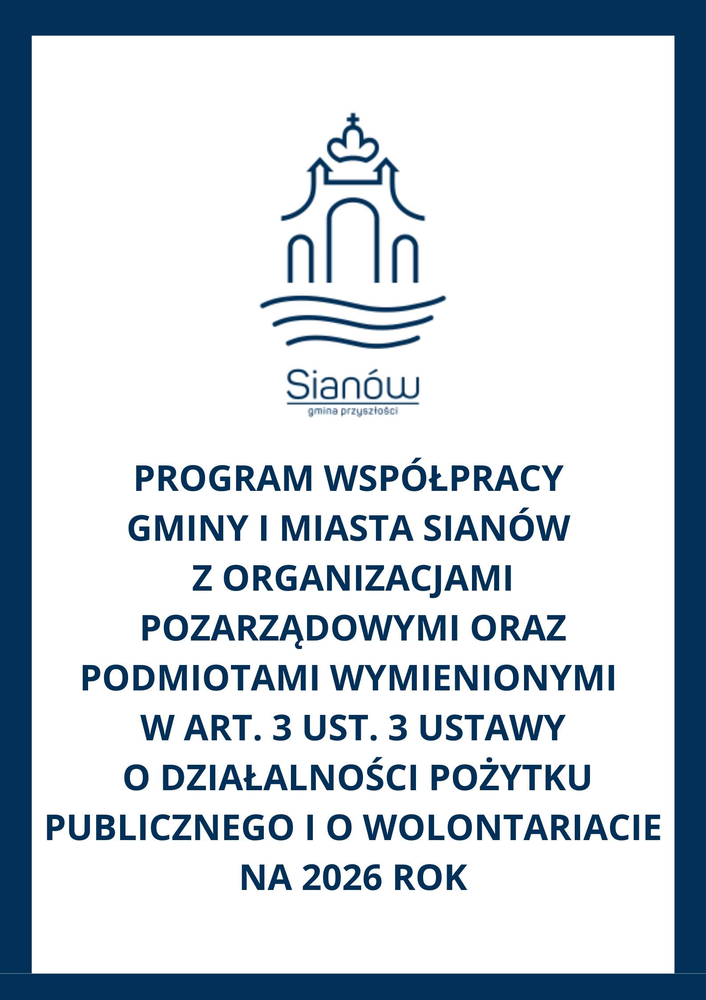 Sianów
gmina przyszłości
PROGRAM WSPÓŁPRACY
GMINY I MIASTA SIANÓW
Z ORGANIZACJAMI
POZARZĄDOWYMI ORAZ
PODMIOTAMI WYMIENIONYMI
W ART. 3 UST. 3 USTAWY
O DZIAŁALNOŚCI POŻYTKU
PUBLICZNEGO I O WOLONTARIACIE
NA 2026 ROK